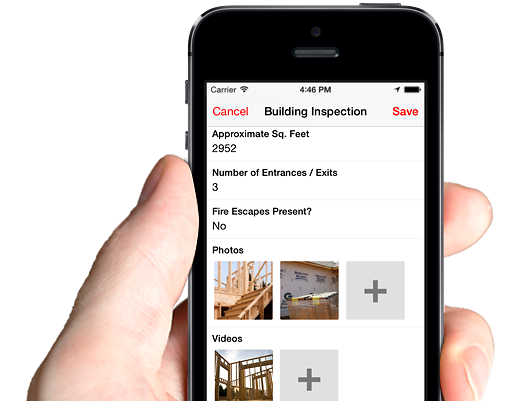 Carrier 4:46 PM
Cancel Building Inspection Save
Approximate Sq. Feet
2952
Number of Entrances / Exits
3
Fire Escapes Present?
No
Photos
Videos